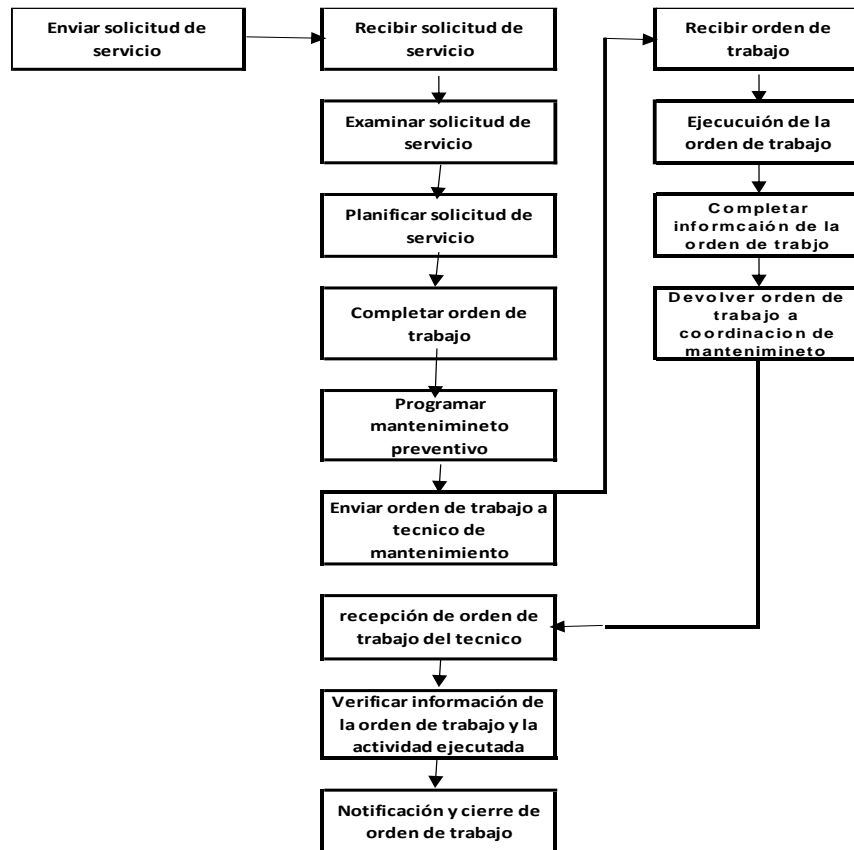 Enviar solicitud de
servicio
Recibir solicitud de
servicio
Examinar solicitud de
servicio
Planificar solicitud de
servicio
Completar orden de
trabajo
Programar
mantenimineto
preventivo
Enviar orden de trabajo a
tecnico de
mantenimiento
Recibir orden de
trabajo
Ejecucuión de la
orden de trabajo
Completar
informcaión de la
orden de trabjo
Devolver orden de
trabajo a
coordinacion de
mantenimineto
recepción de orden de
trabajo del tecnico
Verificar información de
la orden de trabajo y la
actividad ejecutada
Notificación y cierre de
orden de trabajo